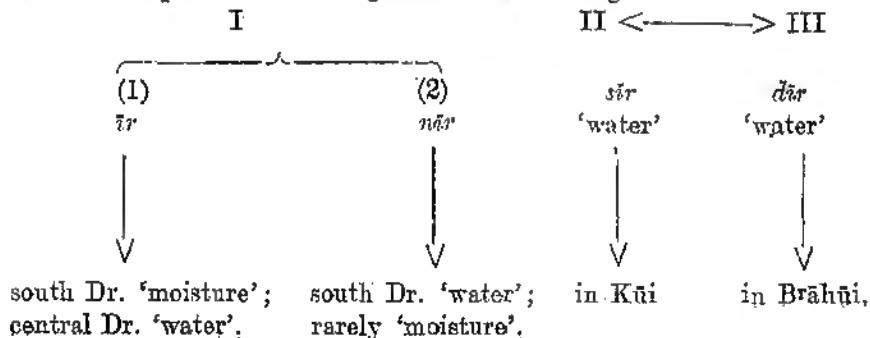 I II III
(1) (2) sīr dīr
īr nīr ‘water’ ‘water’
south Dr. ‘moisture’; south Dr. ‘water’; in Kūi in Brāhūi.
central Dr. ‘water’. rarely ‘moisture’.